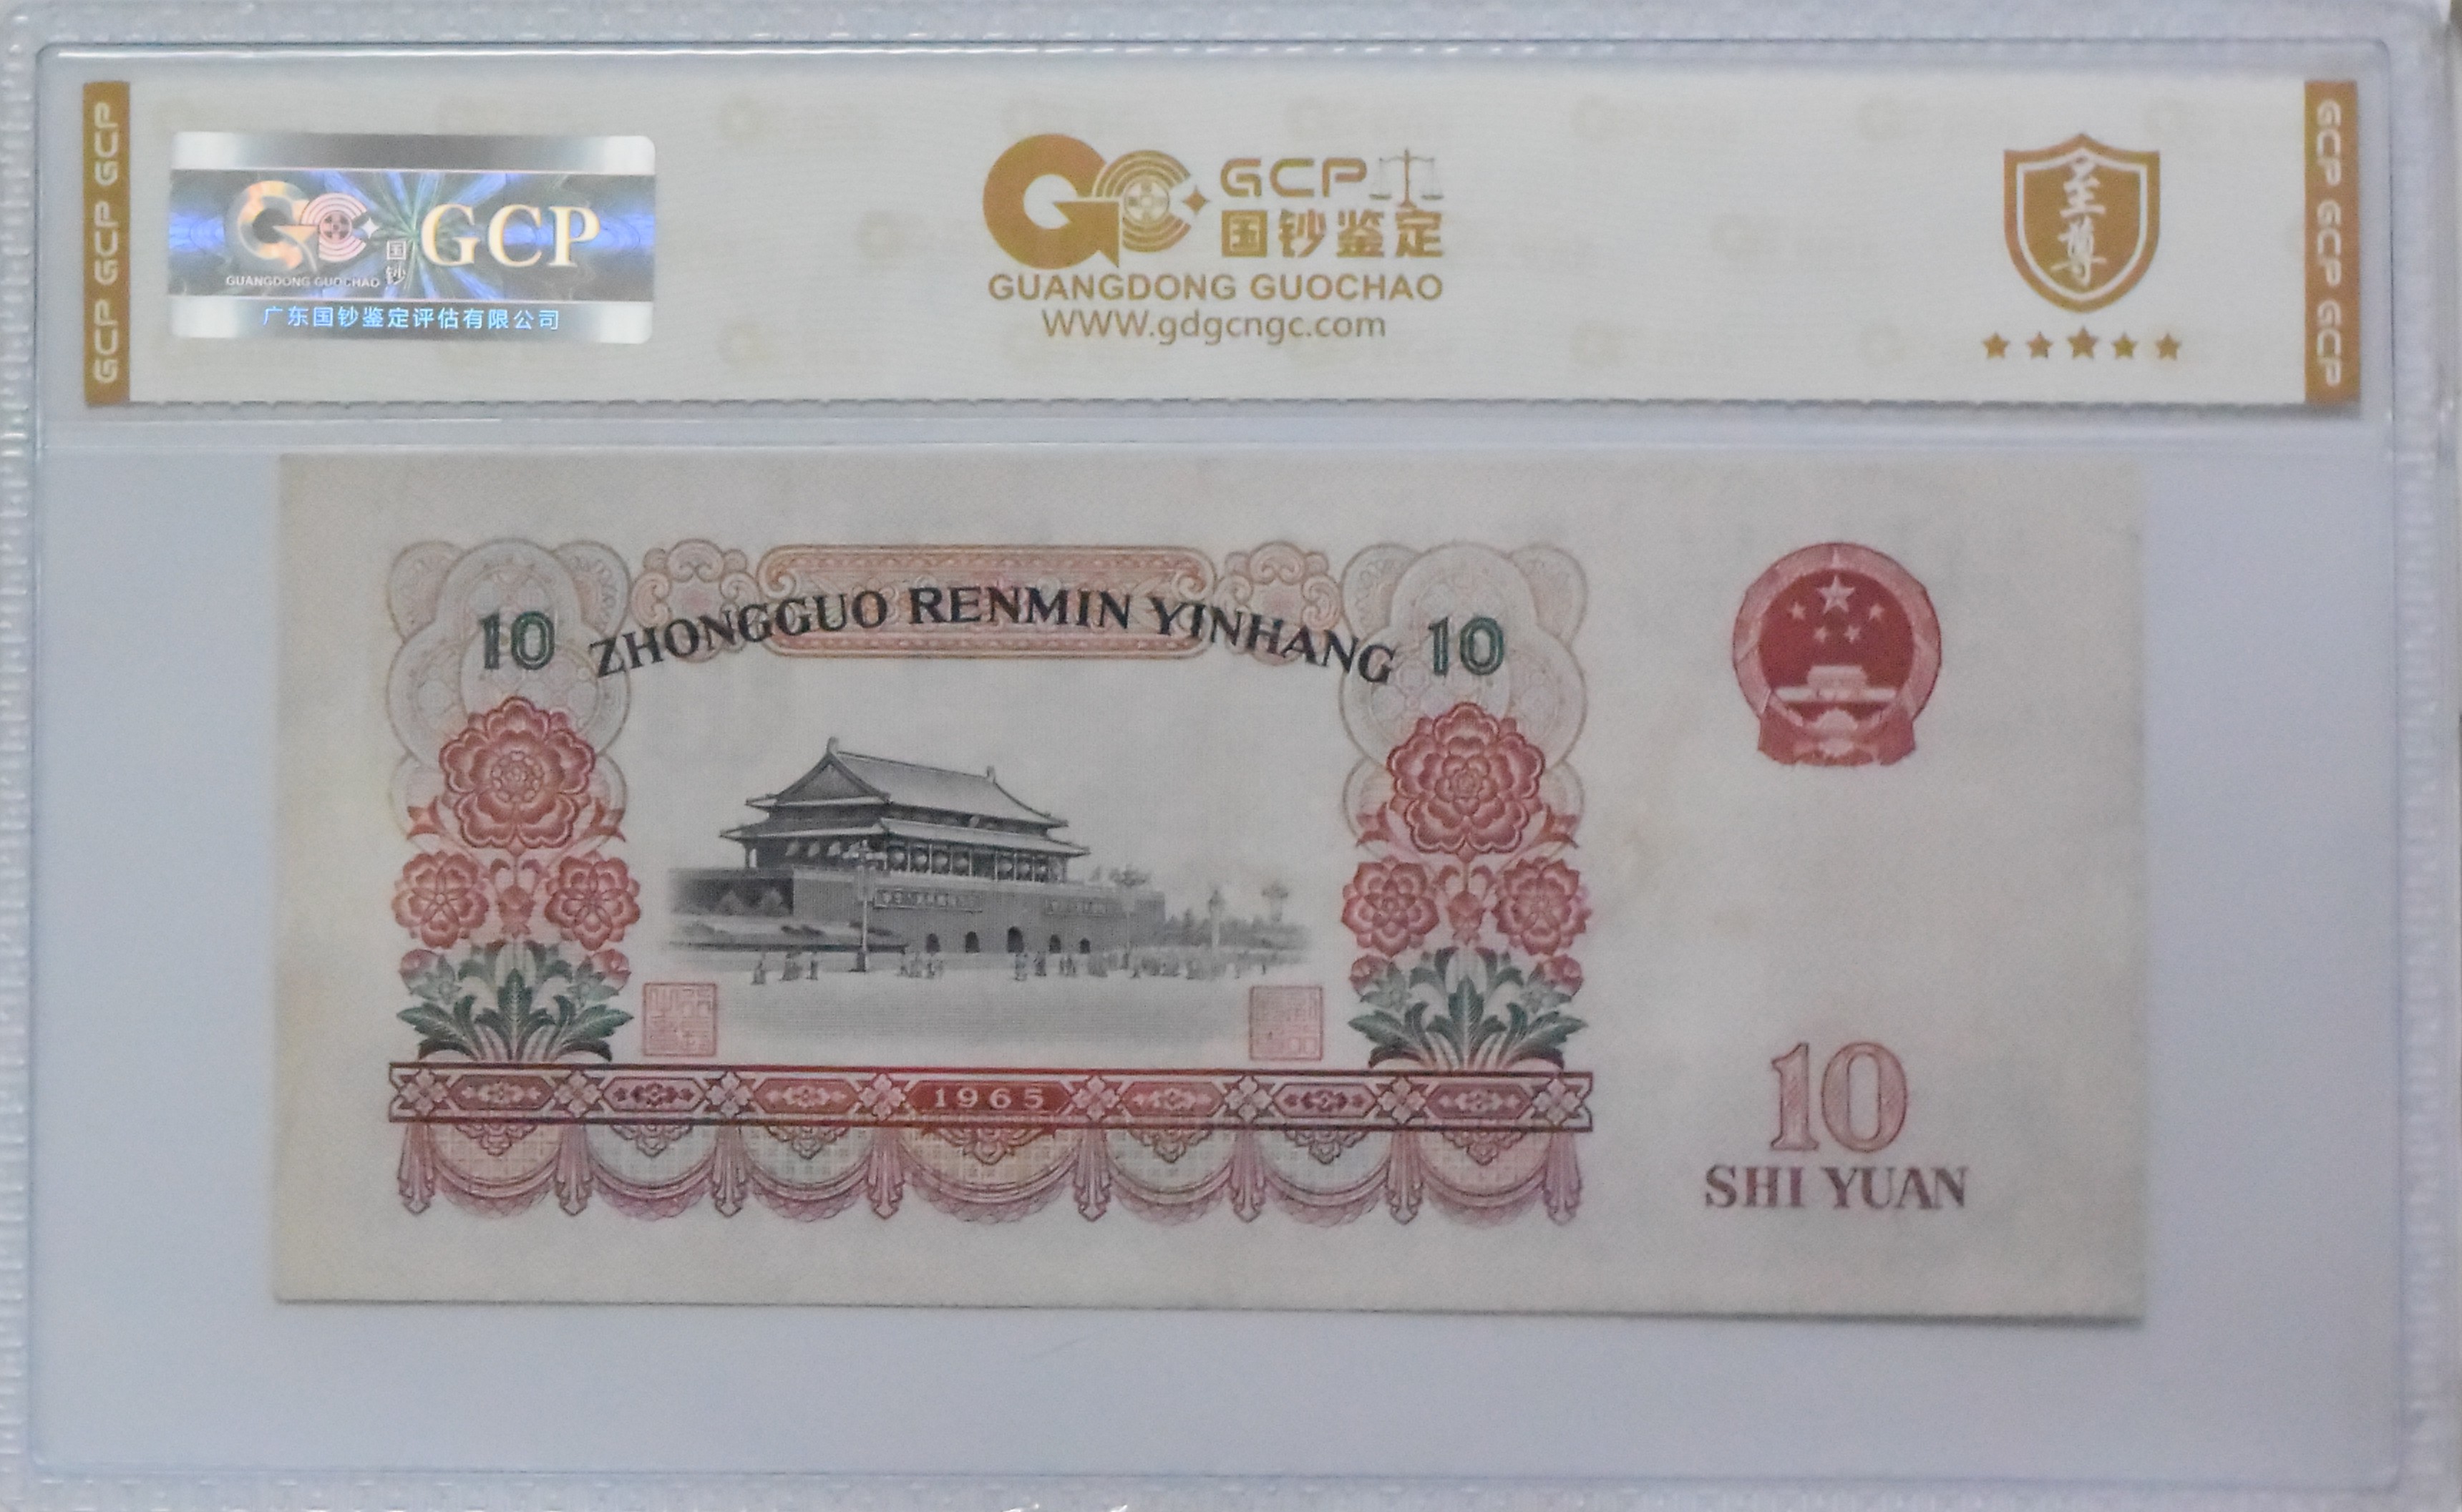 GCP GCP GCP
GCP
国钞
GUANGDONG GUOCHAO
广东国钞鉴定评估有限公司
GCP
国钞鉴定
GUANGDONG GUOCHAO
WWW.gdgcngc.com
至尊
GCP GCP GCP
10 ZHONGGUO RENMIN YINHANG 10
1965
10
SHI YUAN